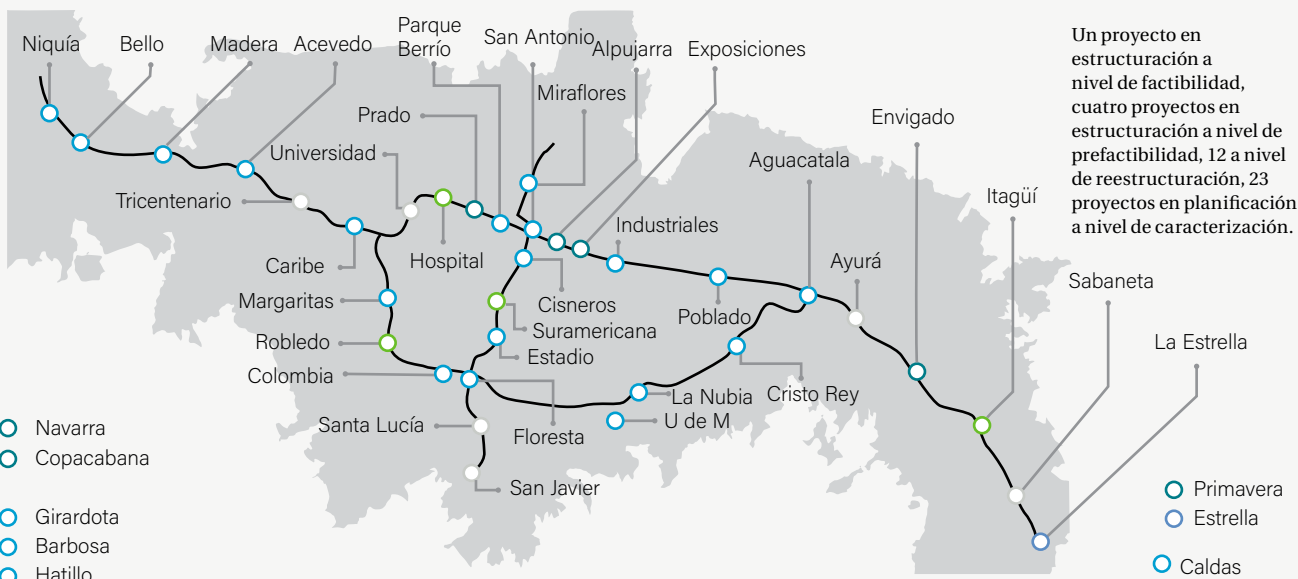 Niquía
Bello
Madera
Acevedo
Parque
Berrío
San Antonio
Alpujarra
Exposiciones
Miraflores
Prado
Universidad
Tricentenario
Caribe
Hospital
Margaritas
Robledo
Colombia
Santa Lucía
San Javier
Floresta
Cisneros
Suramericana
Estadio
Industriales
Poblado
La Nubia
U de M
Cristo Rey
Aguacatala
Ayurá
Envigado
Itagüí
Sabaneta
La Estrella
Un proyecto en
estructuración a
nivel de factibilidad,
cuatro proyectos en
estructuración a nivel de
prefactibilidad, 12 a nivel
de reestructuración, 23
proyectos en planificación
a nivel de caracterización.
Navarra
Copacabana
Girardota
Barbosa
Hatillo
Primavera
Estrella
Caldas